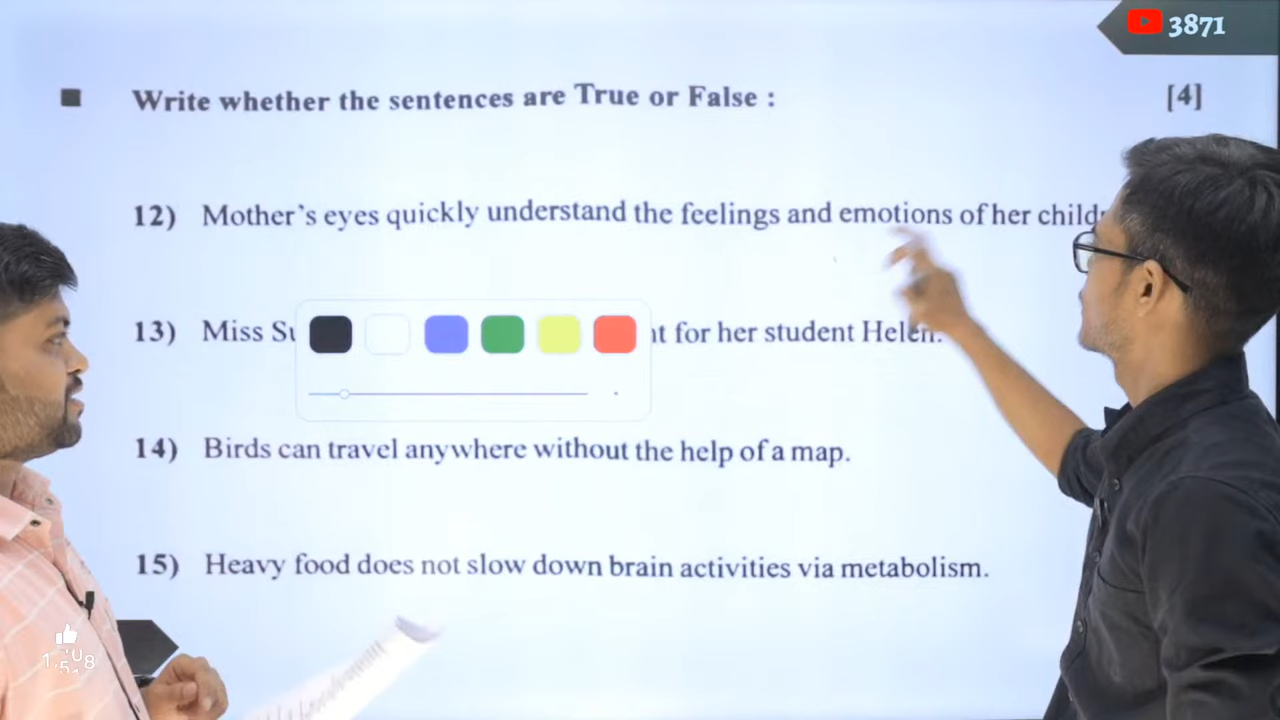 3871
Write whether the sentences are True or False : [4]
12) Mother's eyes quickly understand the feelings and emotions of her
13) Miss for her student Helen.
14) Birds can travel anywhere without the help of a map.
15) Heavy food does not slow down brain activities via metabolism.